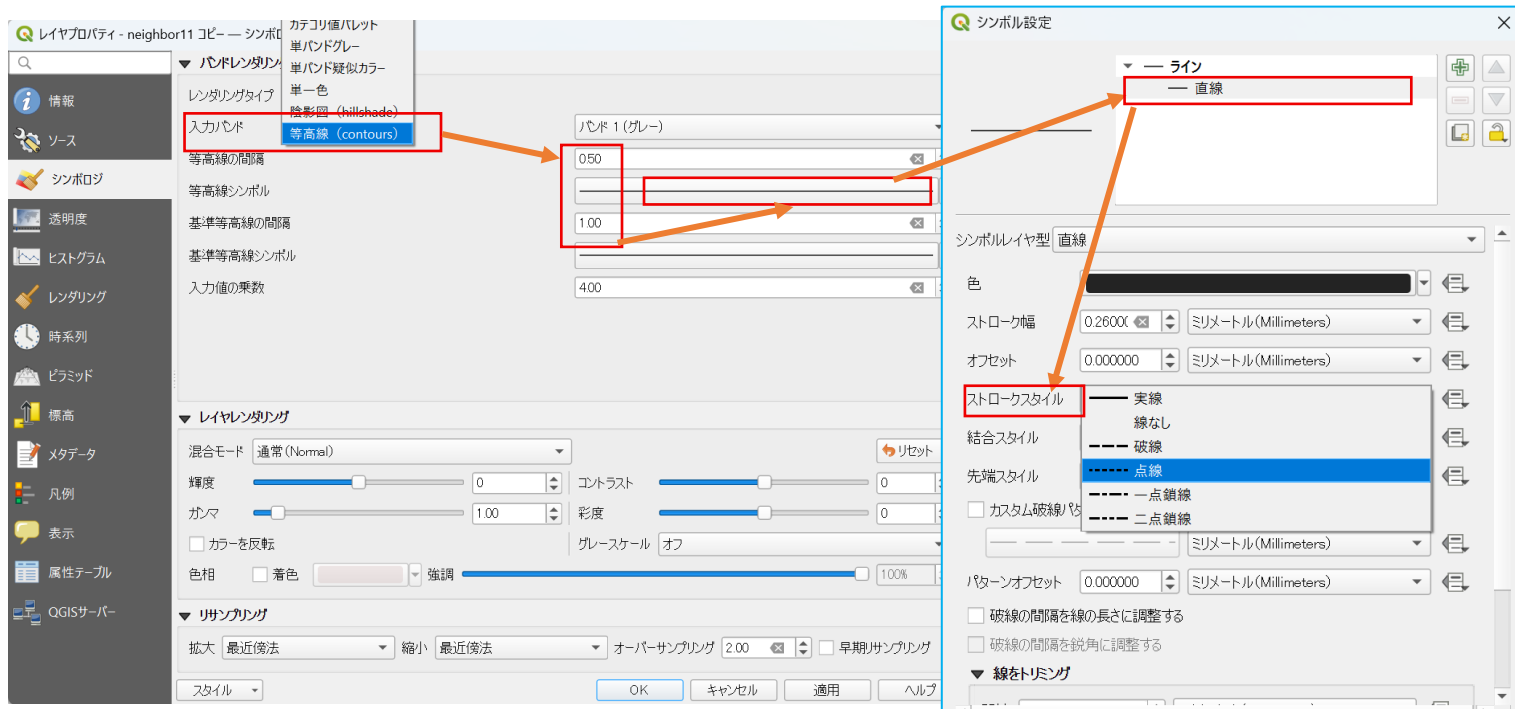 レイヤプロパティ - neighbor11 コピー — シンボロ
情報
ソース
シンボロジ
透明度
ヒストグラム
レンダリング
時系列
ピラミッド
標高
メタデータ
凡例
表示
属性テーブル
QGISサーバー
カテゴリ値パレット
単バンドグレー
単バンド疑似カラー
単一色
陰影図 (hillshade)
等高線 (contours)
バンドレンダリン
レンダリングタイプ
入力バンド
バンド 1 (グレー)
等高線の間隔
0.50
等高線シンボル
基準等高線の間隔
1.00
基準等高線シンボル
入力値の乗数
4.00
レイヤレンダリング
混合モード 通常 (Normal)
リセット
輝度 0 コントラスト 0
ガンマ 1.00 彩度 0
カラーを反転 グレースケール オフ
色相 着色 強調 100%
リサンプリング
拡大 最近傍法 縮小 最近傍法 オーバーサンプリング 2.00 早期リサンプリング
スタイル OK キャンセル 適用 ヘルプ
シンボル設定
ライン
直線
シンボルレイヤ型 直線
色
ストローク幅 0.2600( ミリメートル (Millimeters)
オフセット 0.000000 ミリメートル (Millimeters)
ストロークスタイル
実線
線なし
破線
点線
一点鎖線
二点鎖線
結合スタイル
先端スタイル
カスタム破線パタ
ミリメートル (Millimeters)
パターンオフセット 0.000000 ミリメートル (Millimeters)
破線の間隔を線の長さに調整する
破線の間隔を鋭角に調整する
線をトリミング